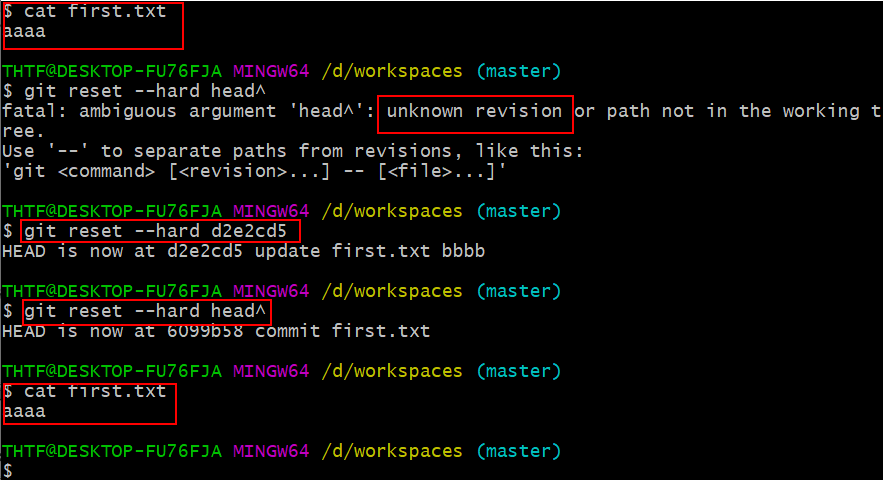 $ cat first.txt
aaaa
THTF@DESKTOP-FU76FJA MINGW64 /d/workspaces (master)
$ git reset --hard head^
fatal: ambiguous argument 'head^': unknown revision or path not in the working t
ree.
Use '--' to separate paths from revisions, like this:
'git <command> [<revision>...] -- [<file>...]'
THTF@DESKTOP-FU76FJA MINGW64 /d/workspaces (master)
$ git reset --hard d2e2cd5
HEAD is now at d2e2cd5 update first.txt bbbb
THTF@DESKTOP-FU76FJA MINGW64 /d/workspaces (master)
$ git reset --hard head^
HEAD is now at 6099b58 commit first.txt
THTF@DESKTOP-FU76FJA MINGW64 /d/workspaces (master)
$ cat first.txt
aaaa
THTF@DESKTOP-FU76FJA MINGW64 /d/workspaces (master)
$